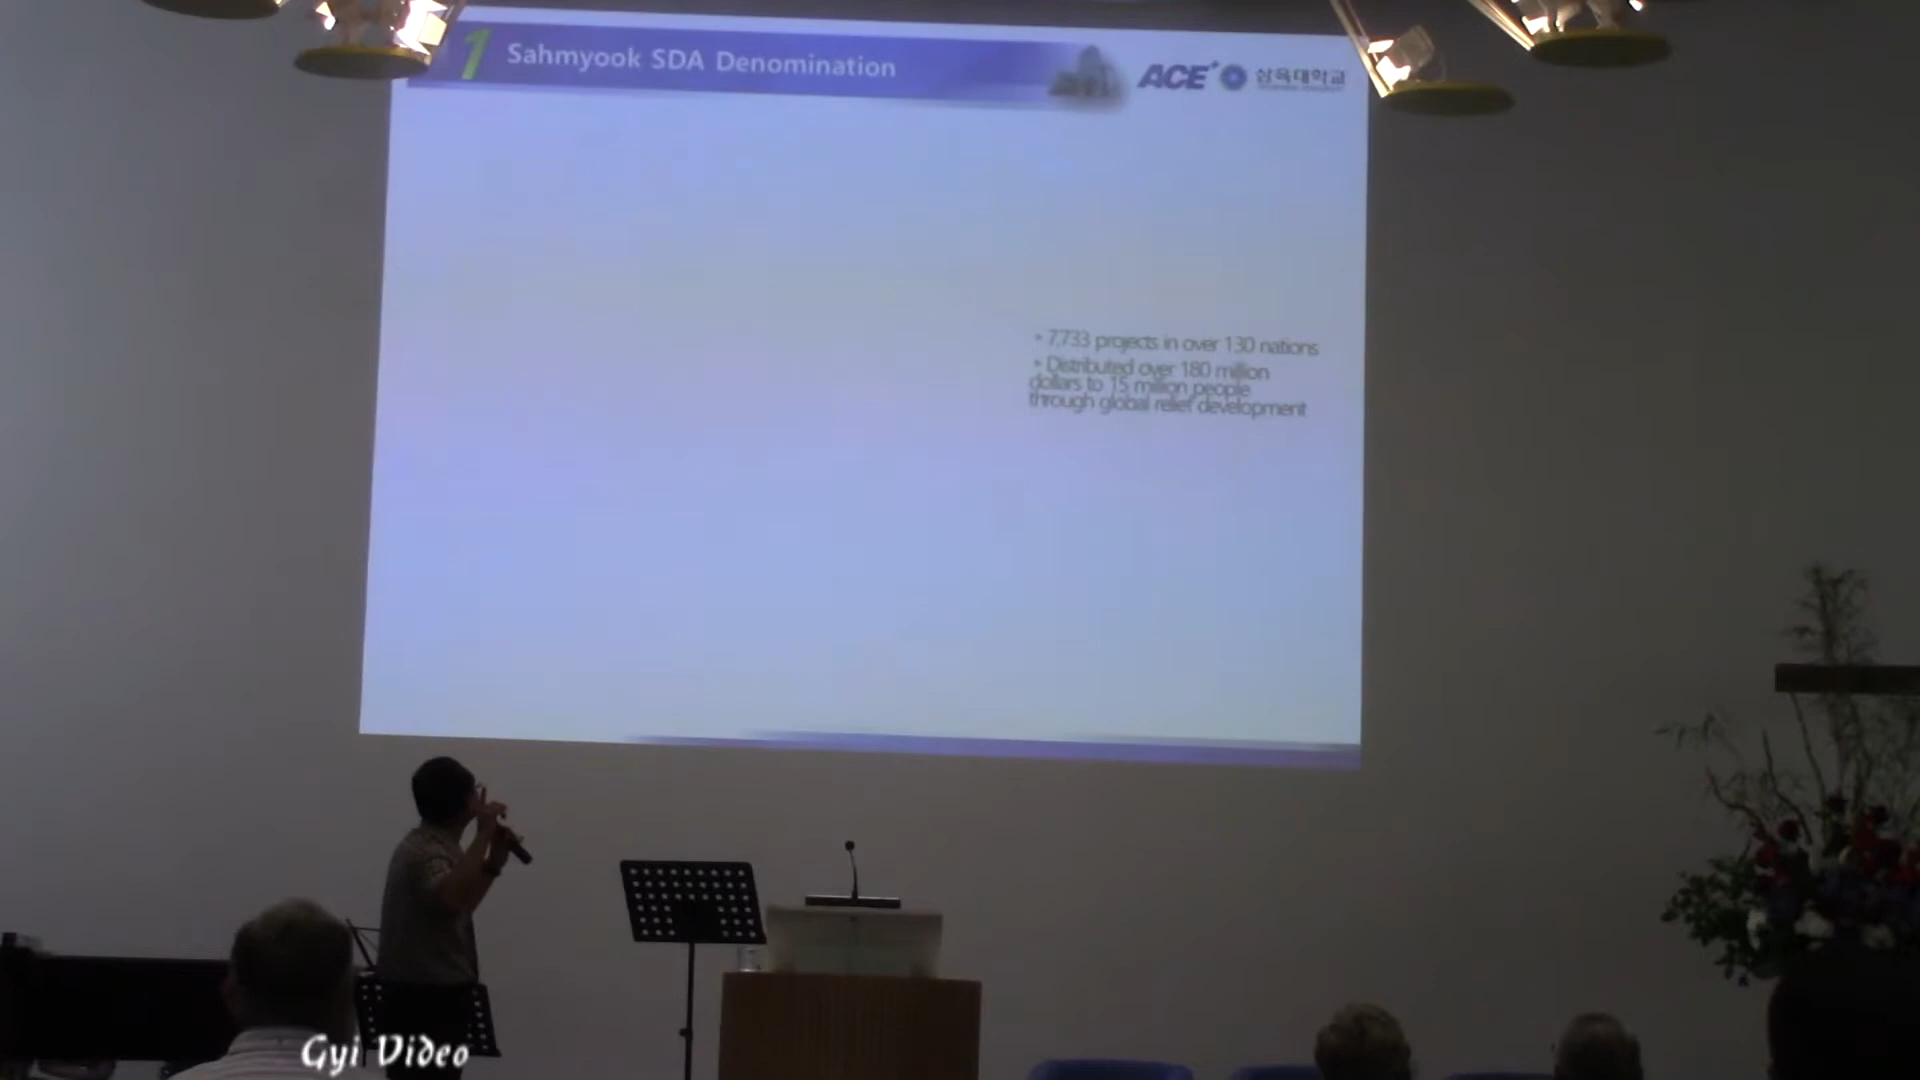 1 Sahmyook SDA Denomination
ACE+ 삼육대학교
• 7,733 projects in over 130 nations
• Distributed over 180 million
dollars to 15 million people
through global relief development
Gyi Video